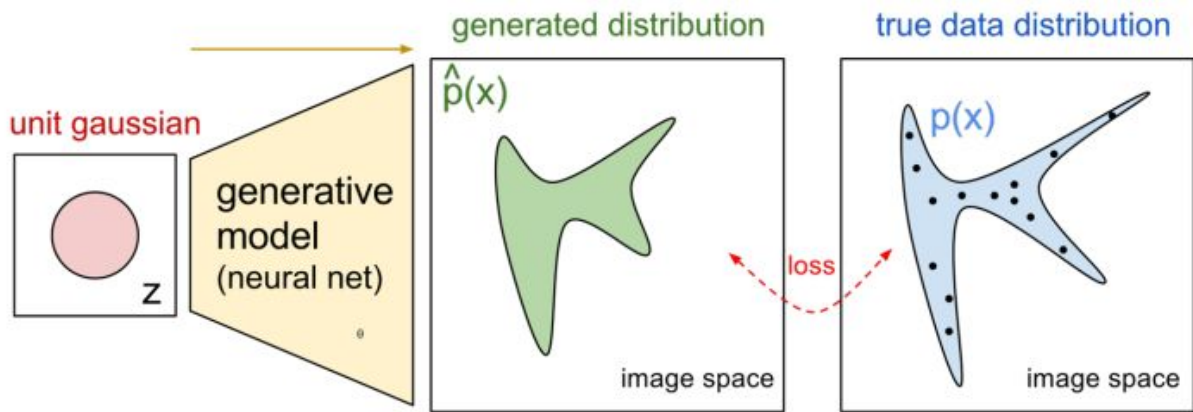 generated distribution
true data distribution
p̂(x)
p(x)
unit gaussian
generative
model
(neural net)
z
loss
θ
image space
image space